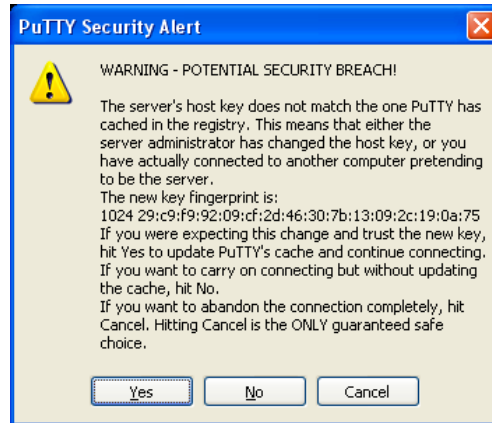 PuTTY Security Alert
WARNING - POTENTIAL SECURITY BREACH!
The server's host key does not match the one PuTTY has
cached in the registry. This means that either the
server administrator has changed the host key, or you
have actually connected to another computer pretending
to be the server.
The new key fingerprint is:
1024 29:c9:f9:92:09:cf:2d:46:30:7b:13:09:2c:19:0a:75
If you were expecting this change and trust the new key,
hit Yes to update PuTTY's cache and continue connecting.
If you want to carry on connecting but without updating
the cache, hit No.
If you want to abandon the connection completely, hit
Cancel. Hitting Cancel is the ONLY guaranteed safe
choice.
Yes No Cancel